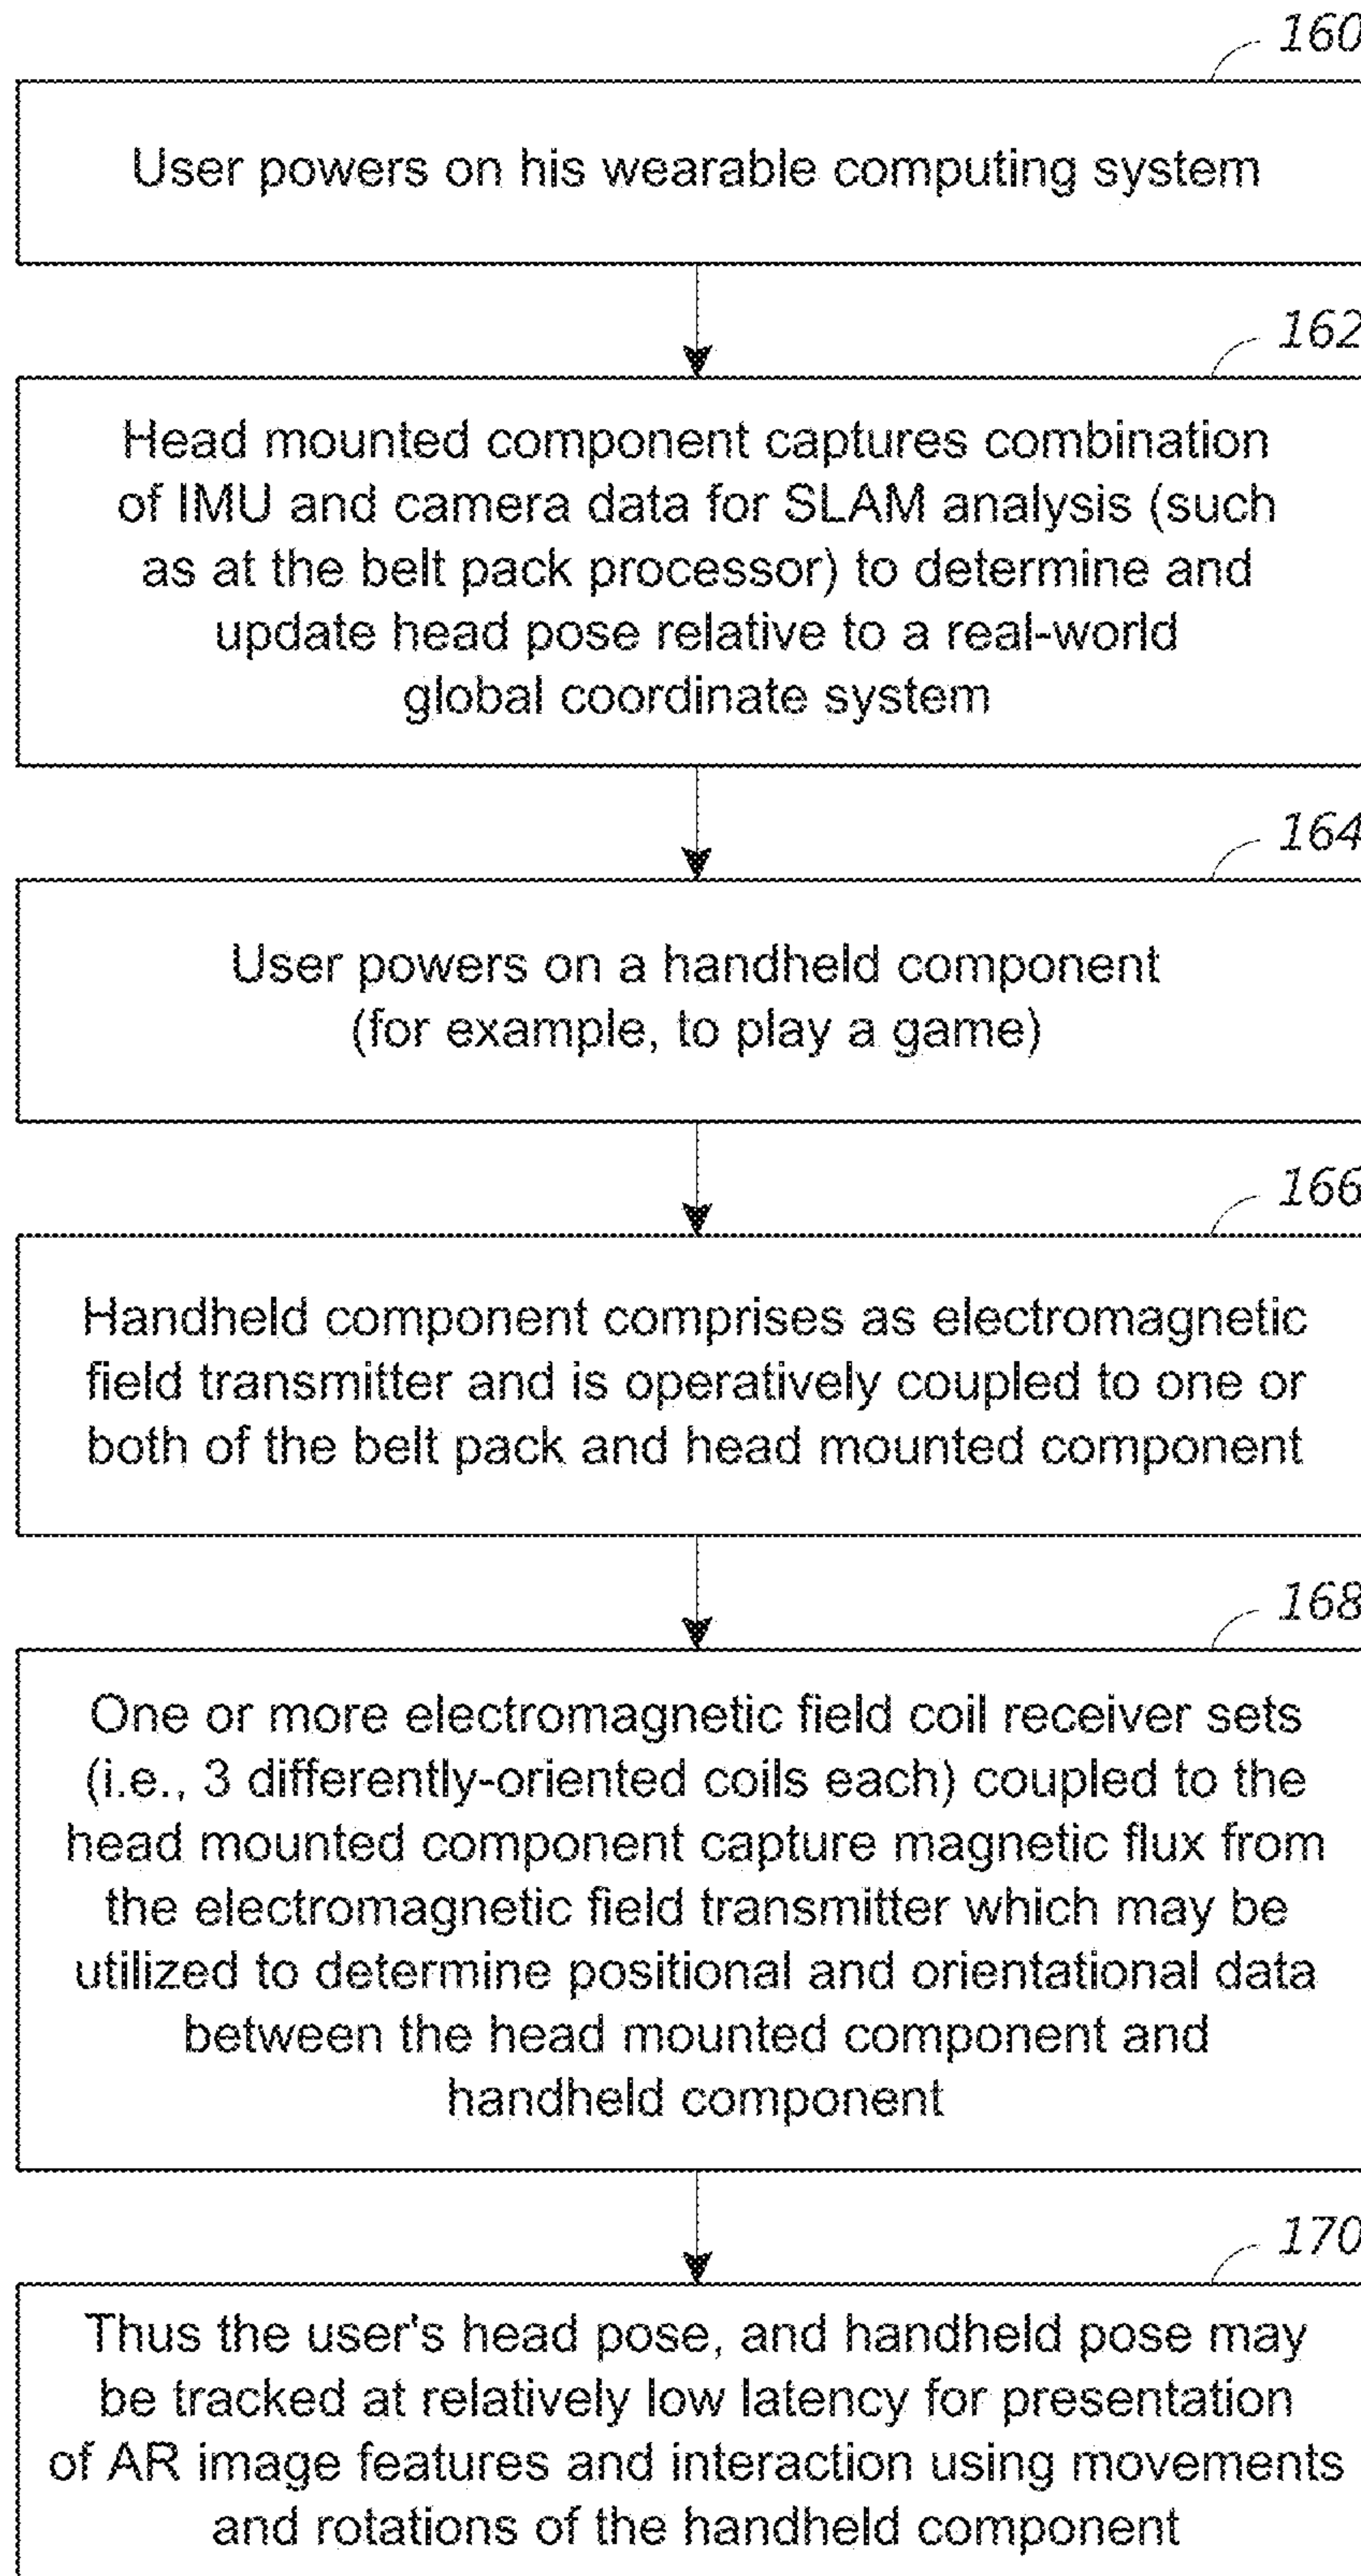 160
User powers on his wearable computing system
162
Head mounted component captures combination
of IMU and camera data for SLAM analysis (such
as at the belt pack processor) to determine and
update head pose relative to a real-world
global coordinate system
164
User powers on a handheld component
(for example, to play a game)
166
Handheld component comprises as electromagnetic
field transmitter and is operatively coupled to one or
both of the belt pack and head mounted component
168
One or more electromagnetic field coil receiver sets
(i.e., 3 differently-oriented coils each) coupled to the
head mounted component capture magnetic flux from
the electromagnetic field transmitter which may be
utilized to determine positional and orientational data
between the head mounted component and
handheld component
170
Thus the user's head pose, and handheld pose may
be tracked at relatively low latency for presentation
of AR image features and interaction using movements
and rotations of the handheld component